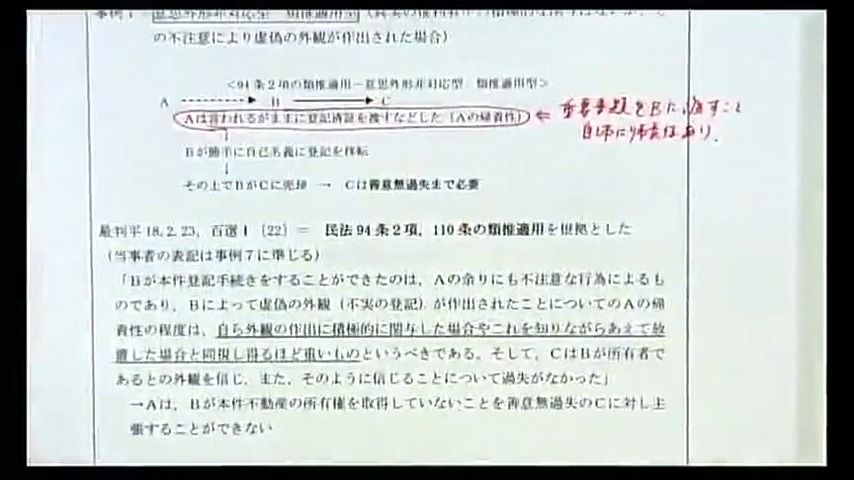 の不注意により虚偽の外観が作出された場合)
<94条2項の類推適用−意思外形非対応型 類推適用型>
A B C
Aは言われるがままに登記済証を渡すなどした(Aの帰責性) ⇐ 重要書類をBに渡すこと
自体に帰責性あり.
↓
Bが勝手に自己名義に登記を移転
↓
その上でBがCに売却 → Cは善意無過失まで必要
最判平18.2.23,百選Ⅰ〔22〕= 民法94条2項,110条の類推適用を根拠とした
(当事者の表記は事例7に準じる)
「Bが本件登記手続きをすることができたのは,Aの余りにも不注意な行為によるも
のであり,Bによって虚偽の外観(不実の登記)が作出されたことについてのAの帰
責性の程度は,自ら外観の作出に積極的に関与した場合やこれを知りながらあえて放
置した場合と同視し得るほど重いものというべきである。そして,CはBが所有者で
あるとの外観を信じ,また,そのように信じることについて過失がなかった」
→Aは,Bが本件不動産の所有権を取得していないことを善意無過失のCに対し主
張することができない